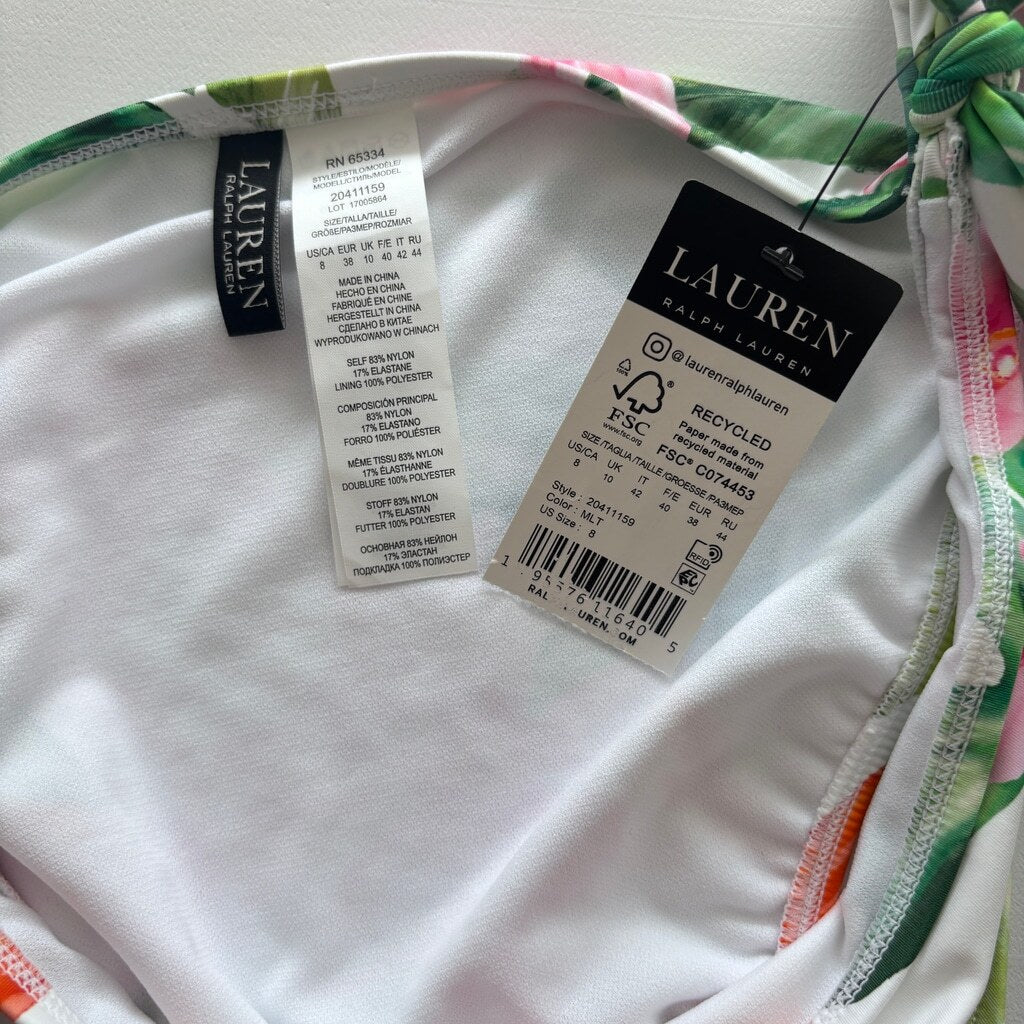 LAUREN
RALPH LAUREN
RN 65334
STYLE/ESTILO/MODÈLE/
MODELL/СТИЛЬ/MODEL
20411159
LOT 17005864
SIZE/TALLA/TAILLE/
GRÖßE/РАЗМЕР/ROZMIAR
US/CA EUR UK F/E IT RU
8 38 10 40 42 44
MADE IN CHINA
HECHO EN CHINA
FABRIQUÉ EN CHINE
HERGESTELLT IN CHINA
СДЕЛАНО В КИТАЕ
WYPRODUKOWANO W CHINACH
SELF 83% NYLON
17% ELASTANE
LINING 100% POLYESTER
COMPOSICIÓN PRINCIPAL
83% NYLON
17% ELASTANO
FORRO 100% POLIÉSTER
MÊME TISSU 83% NYLON
17% ÉLASTHANNE
DOUBLURE 100% POLYESTER
STOFF 83% NYLON
17% ELASTAN
FUTTER 100% POLYESTER
ОСНОВНАЯ 83% НЕЙЛОН
17% ЭЛАСТАН
ПОДКЛАДКА 100% ПОЛИЭСТЕР
LAUREN
RALPH LAUREN
@laurenralphlauren
100%
FSC®
www.fsc.org
RECYCLED
Paper made from
recycled material
FSC® C074453
SIZE/TAGLIA/TAILLE/GROESSE/РАЗМЕР
US/CA UK IT F/E EUR RU
8 10 42 40 38 44
Style : 20411159
Color : MLT
US Size : 8
RFID
1 11640 5